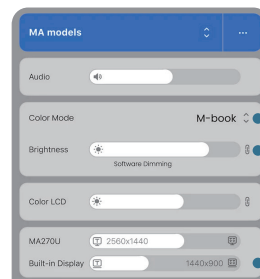 MA models
Audio
Color Mode M-book
Brightness
Software Dimming
Color LCD
MA270U 2560x1440
Built-in Display 1440x900